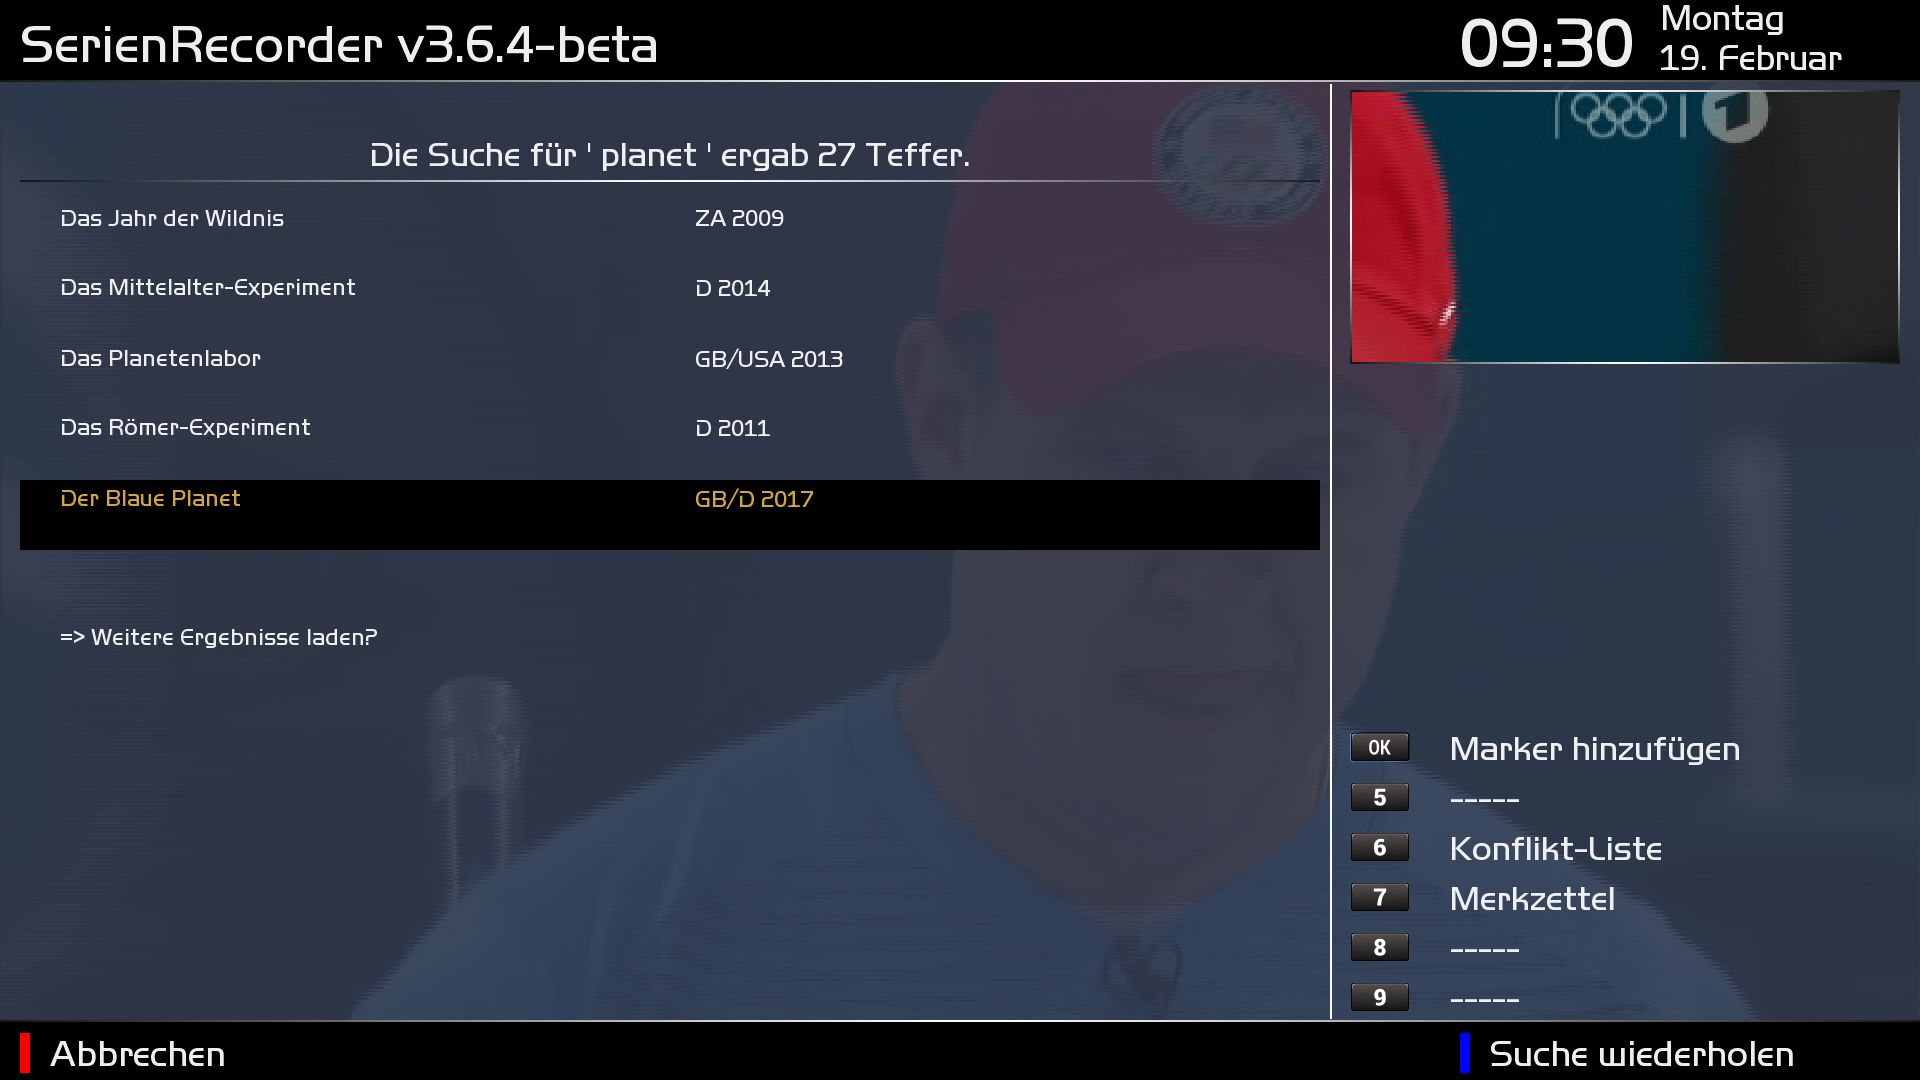 SerienRecorder v3.6.4-beta
09:30
Montag
19. Februar
Die Suche für ' planet ' ergab 27 Teffer.
Das Jahr der Wildnis ZA 2009
Das Mittelalter-Experiment D 2014
Das Planetenlabor GB/USA 2013
Das Römer-Experiment D 2011
Der Blaue Planet GB/D 2017
=> Weitere Ergebnisse laden?
1
OK Marker hinzufügen
5 -----
6 Konflikt-Liste
7 Merkzettel
8 -----
9 -----
Abbrechen
Suche wiederholen